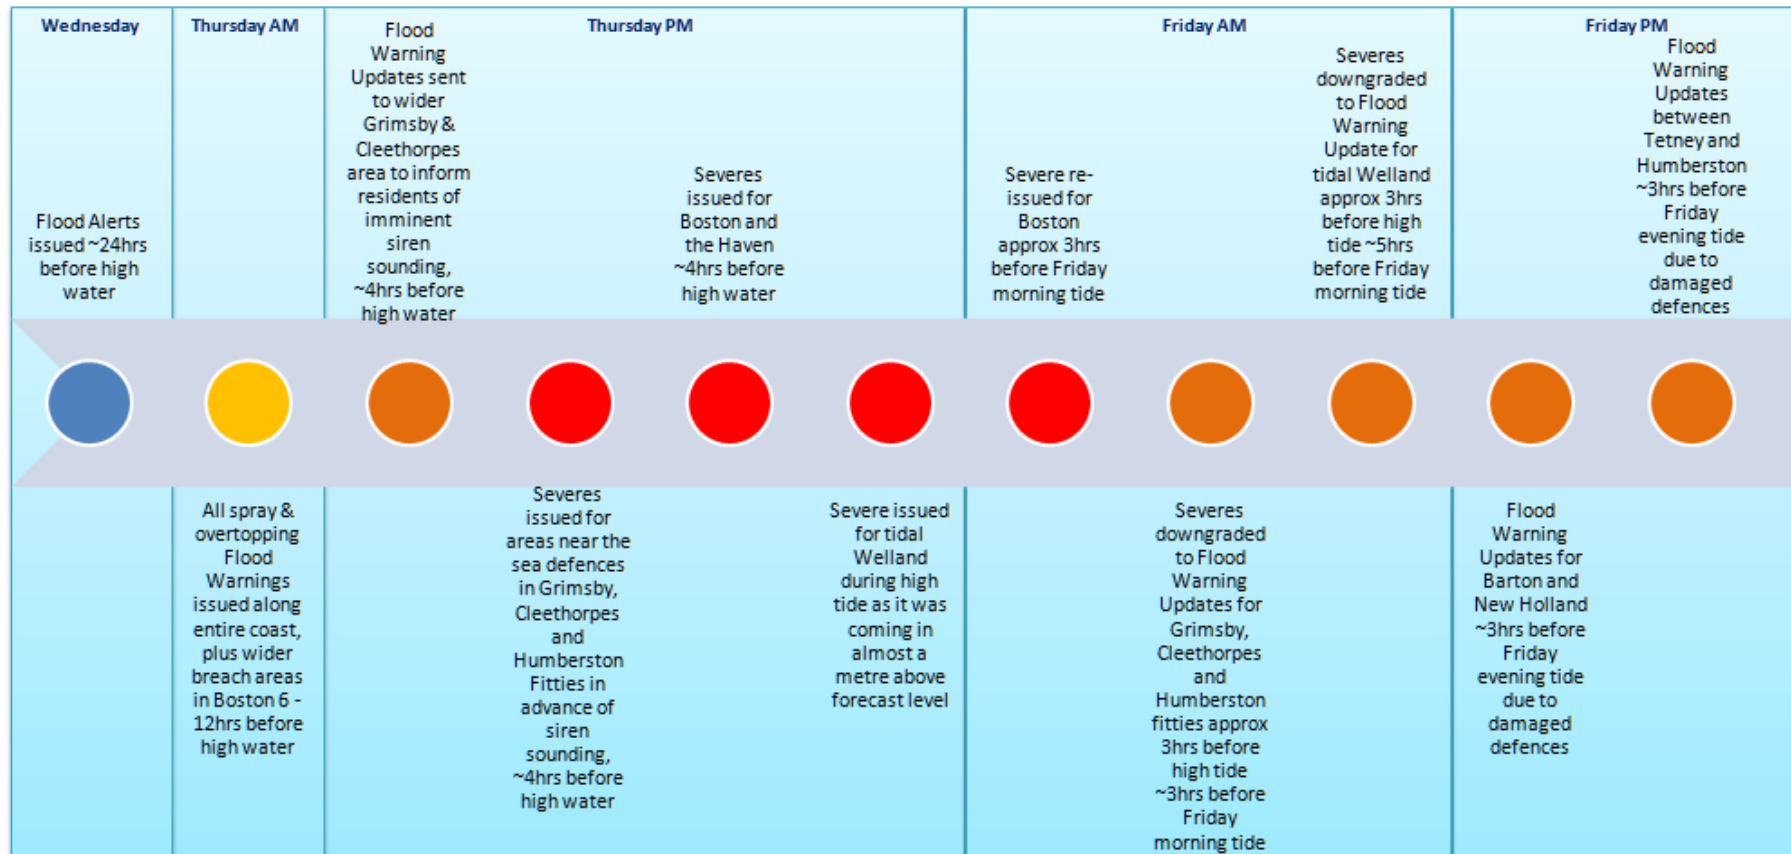 Wednesday
Thursday AM
Thursday PM
Friday AM
Friday PM
Flood Alerts
issued ~24hrs
before high
water
All spray &
overtopping
Flood
Warnings
issued along
entire coast,
plus wider
breach areas
in Boston 6 -
12hrs before
high water
Flood
Warning
Updates sent
to wider
Grimsby &
Cleethorpes
area to inform
residents of
imminent
siren
sounding,
~4hrs before
high water
Severes
issued for
areas near the
sea defences
in Grimsby,
Cleethorpes
and
Humberston
Fitties in
advance of
siren
sounding,
~4hrs before
high water
Severes
issued for
Boston and
the Haven
~4hrs before
high water
Severe issued
for tidal
Welland
during high
tide as it was
coming in
almost a
metre above
forecast level
Severe re-
issued for
Boston
approx 3hrs
before Friday
morning tide
Severes
downgraded
to Flood
Warning
Updates for
Grimsby,
Cleethorpes
and
Humberston
fitties approx
3hrs before
high tide
~3hrs before
Friday
morning tide
Severes
downgraded
to Flood
Warning
Update for
tidal Welland
approx 3hrs
before high
tide ~5hrs
before Friday
morning tide
Flood
Warning
Updates for
Barton and
New Holland
~3hrs before
Friday
evening tide
due to
damaged
defences
Flood
Warning
Updates
between
Tetney and
Humberston
~3hrs before
Friday
evening tide
due to
damaged
defences